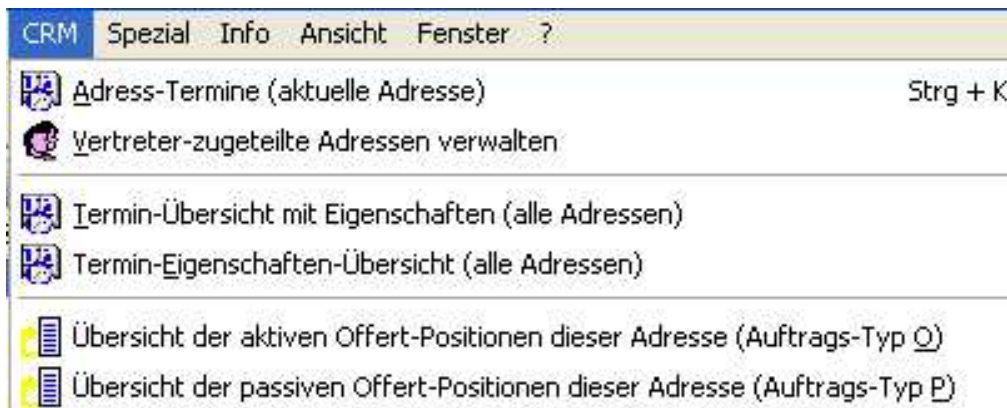 CRM Spezial Info Ansicht Fenster ?
Adress-Termine (aktuelle Adresse) Strg + K
Vertreter-zugeteilte Adressen verwalten
Termin-Übersicht mit Eigenschaften (alle Adressen)
Termin-Eigenschaften-Übersicht (alle Adressen)
Übersicht der aktiven Offert-Positionen dieser Adresse (Auftrags-Typ O)
Übersicht der passiven Offert-Positionen dieser Adresse (Auftrags-Typ P)